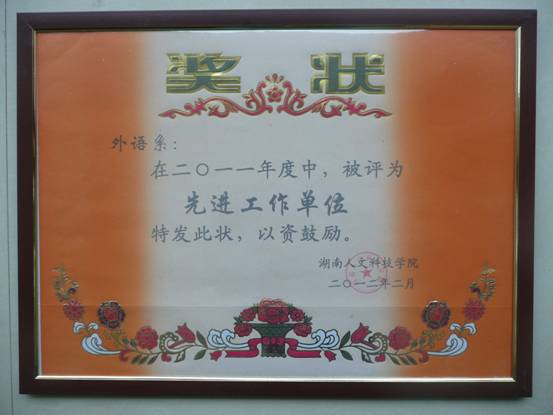 奖状
外语系：
在二〇一一年度中，被评为
先进工作单位
特发此状，以资鼓励。
湖南人文科技学院
二〇一二年二月